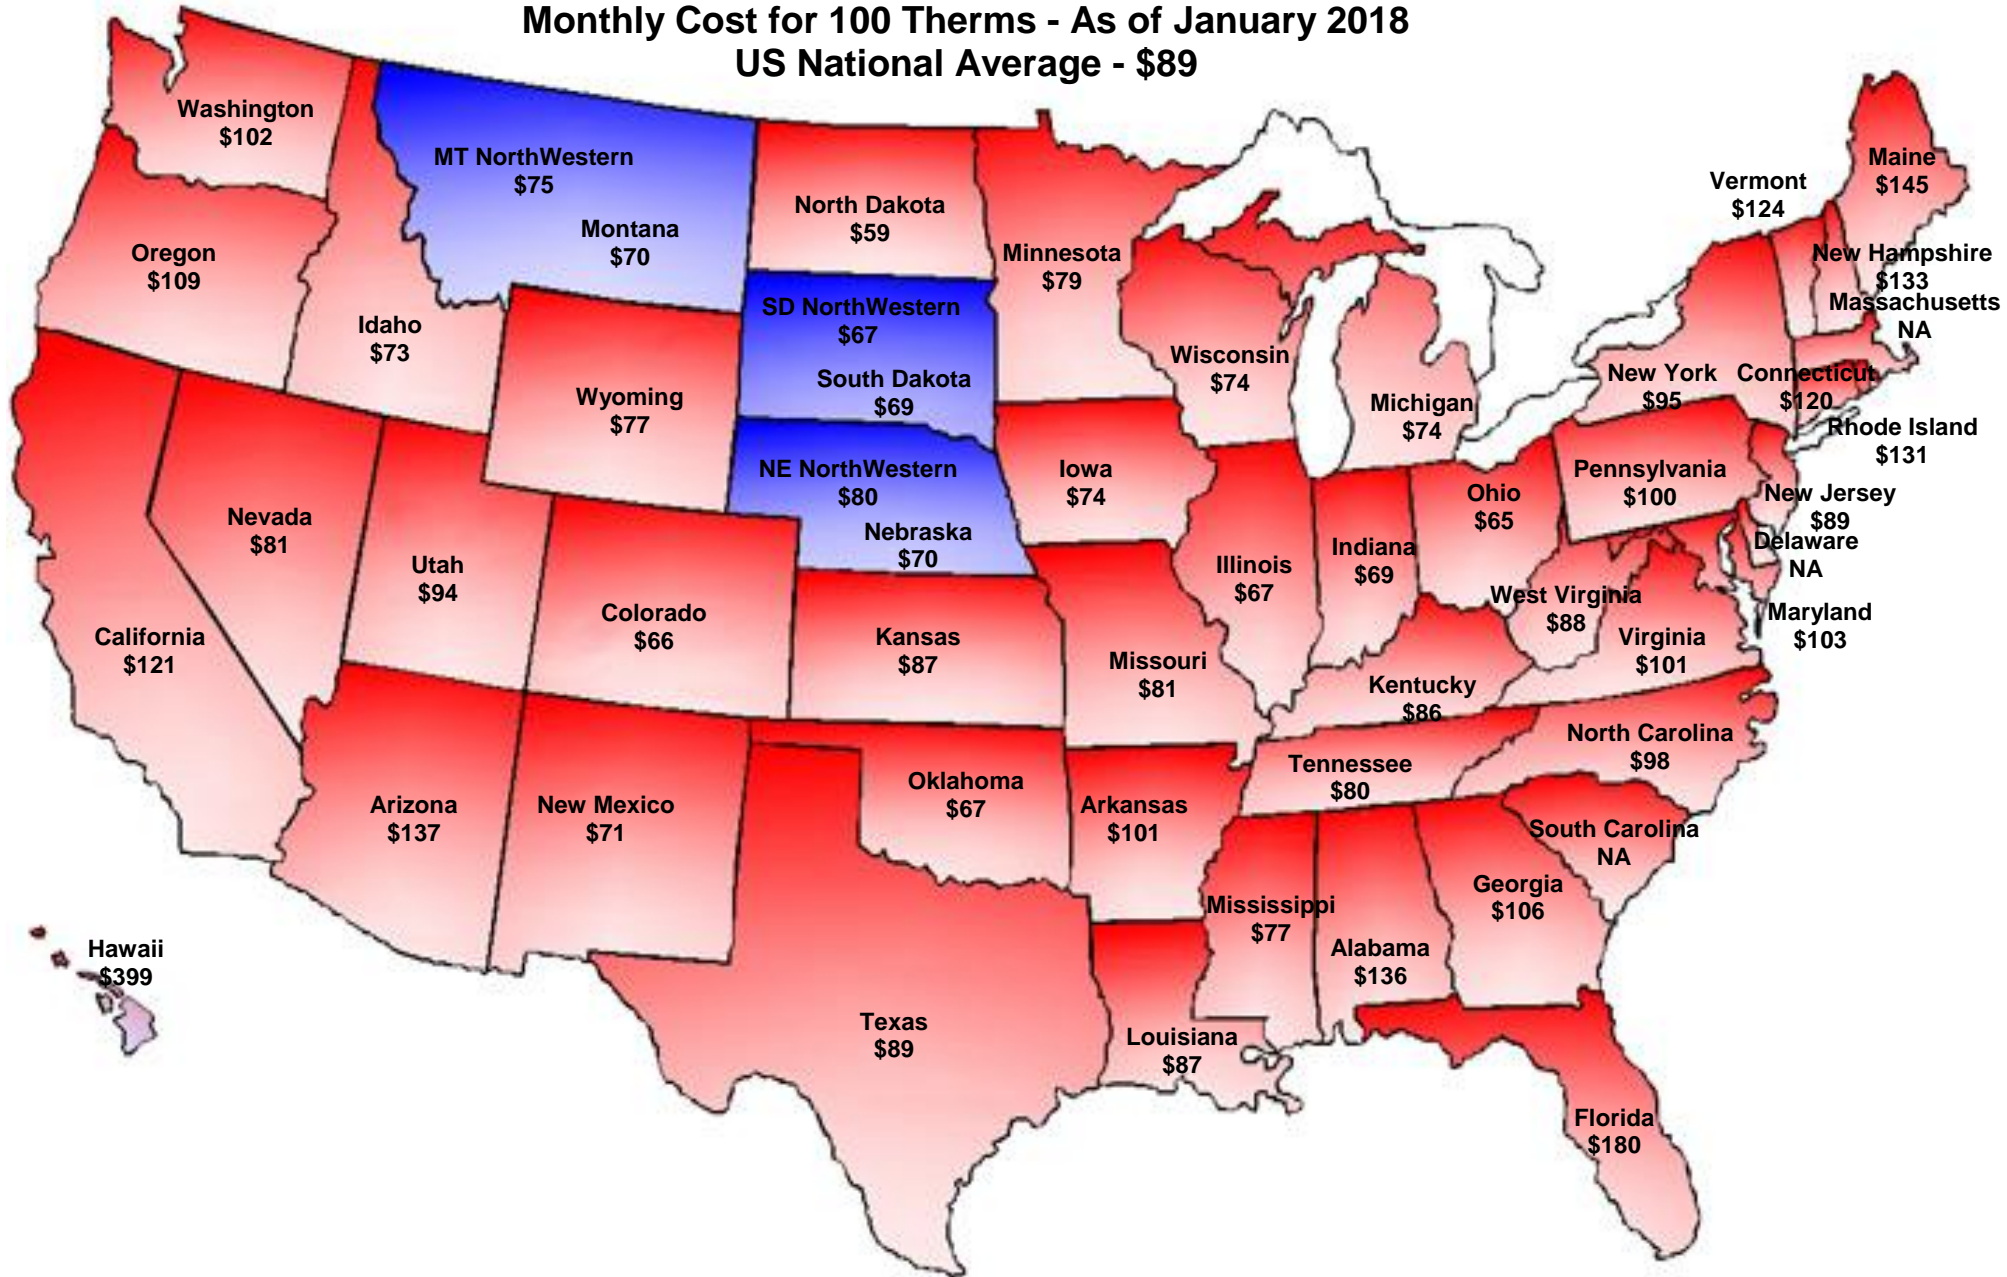 Monthly Cost for 100 Therms - As of January 2018
US National Average - $89
Washington
$102
MT NorthWestern
$75
Montana
$70
North Dakota
$59
Minnesota
$79
Vermont
$124
Maine
$145
New Hampshire
$133
Massachusetts
NA
Oregon
$109
Idaho
$73
Wyoming
$77
SD NorthWestern
$67
South Dakota
$69
Wisconsin
$74
Michigan
$74
New York
$95
Connecticut
$120
Rhode Island
$131
NE NorthWestern
$80
Nebraska
$70
Iowa
$74
Ohio
$65
Pennsylvania
$100
New Jersey
$89
Delaware
NA
Nevada
$81
Utah
$94
Colorado
$66
Illinois
$67
Indiana
$69
West Virginia
$88
Maryland
$103
California
$121
Kansas
$87
Missouri
$81
Kentucky
$86
Virginia
$101
North Carolina
$98
Tennessee
$80
Arizona
$137
New Mexico
$71
Oklahoma
$67
Arkansas
$101
South Carolina
NA
Mississippi
$77
Alabama
$136
Georgia
$106
Hawaii
$399
Texas
$89
Louisiana
$87
Florida
$180